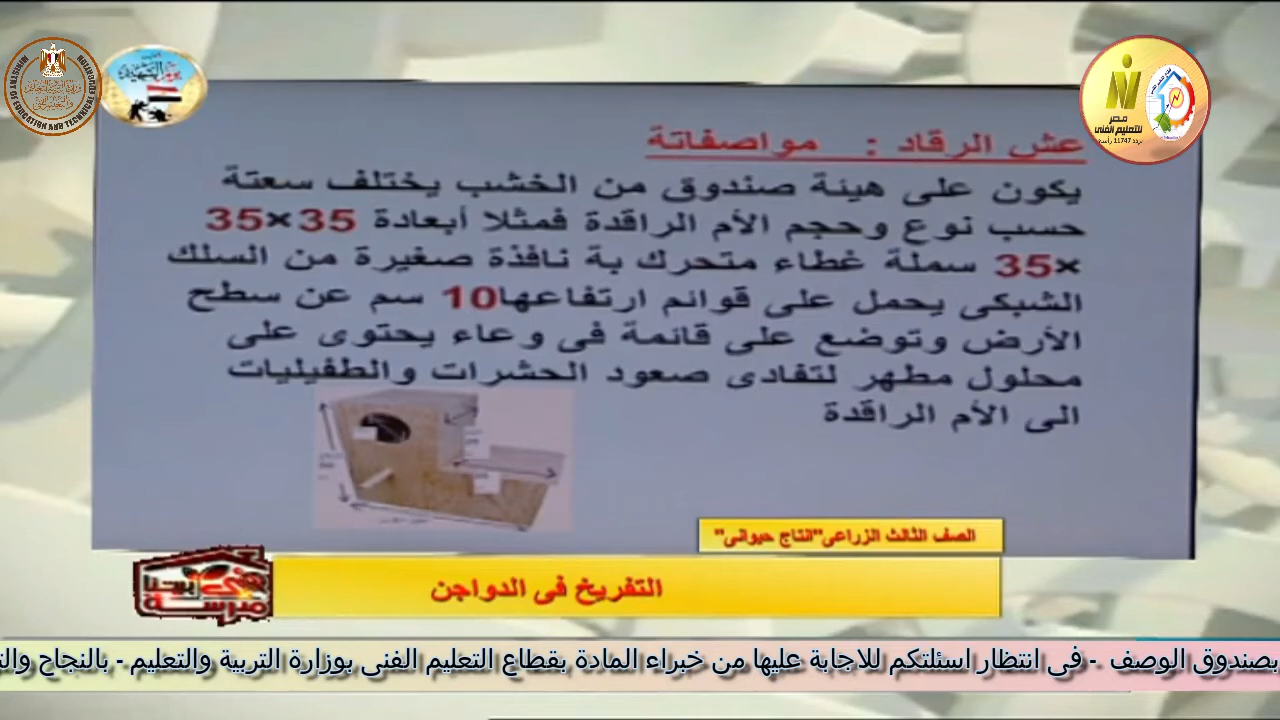 عش الرقاد : مواصفاتة
يكون على هيئة صندوق من الخشب يختلف سعتة
حسب نوع وحجم الأم الراقدة فمثلا أبعادة 35×35
×35 سملة غطاء متحرك بة نافذة صغيرة من السلك
الشبكى يحمل على قوائم ارتفاعها10 سم عن سطح
الأرض وتوضع على قائمة فى وعاء يحتوى على
محلول مطهر لتفادى صعود الحشرات والطفيليات
الى الأم الراقدة
الصف الثالث الزراعى"انتاج حيوانى"
التفريخ فى الدواجن
بصندوق الوصف - فى انتظار اسئلتكم للاجابة عليها من خبراء المادة بقطاع التعليم الفنى بوزارة التربية والتعليم - بالنجاح
مصر
للتعليم الفنى